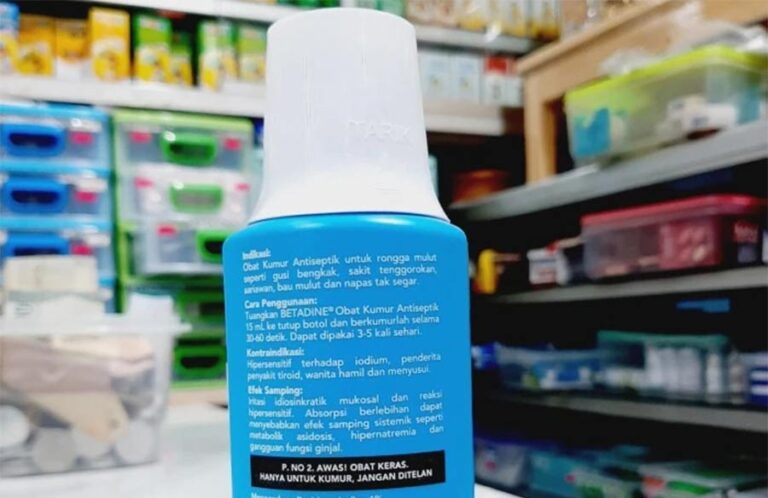 TARIK
Indikasi:
Obat Kumur Antiseptik untuk rongga mulut
seperti gusi bengkak, sakit tenggorokan,
sariawan, bau mulut dan napas tak segar.
Cara Penggunaan:
Tuangkan BETADINE® Obat Kumur Antiseptik
15 mL ke tutup botol dan berkumurlah selama
30-60 detik. Dapat dipakai 3-5 kali sehari.
Kontraindikasi:
Hipersensitif terhadap iodium, penderita
penyakit tiroid, wanita hamil dan menyusui.
Efek Samping:
Iritasi idiosinkratik mukosal dan reaksi
hipersensitif. Absorpsi berlebihan dapat
menyebabkan efek samping sistemik seperti
metabolik asidosis, hipernatremia dan
gangguan fungsi ginjal.
P. NO 2. AWAS! OBAT KERAS.
HANYA UNTUK KUMUR, JANGAN DITELAN